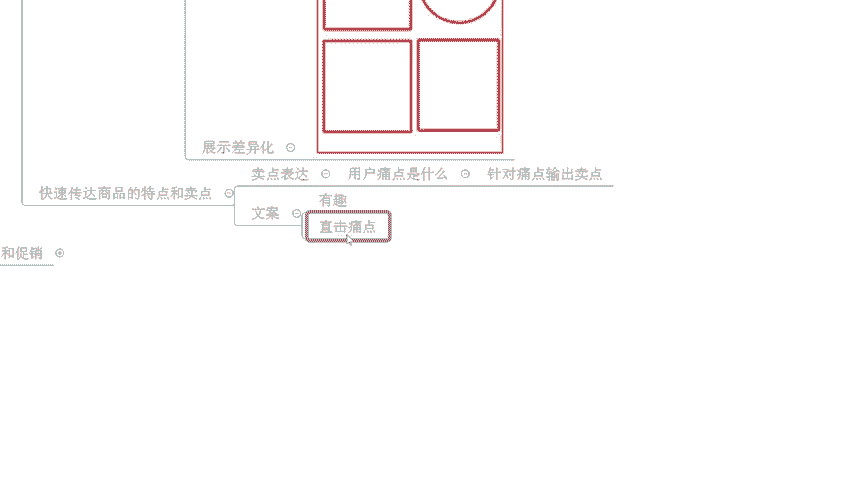 展示差异化
卖点表达 用户痛点是什么 针对痛点输出卖点
快速传达商品的特点和卖点
有趣
文案
直击痛点
和促销